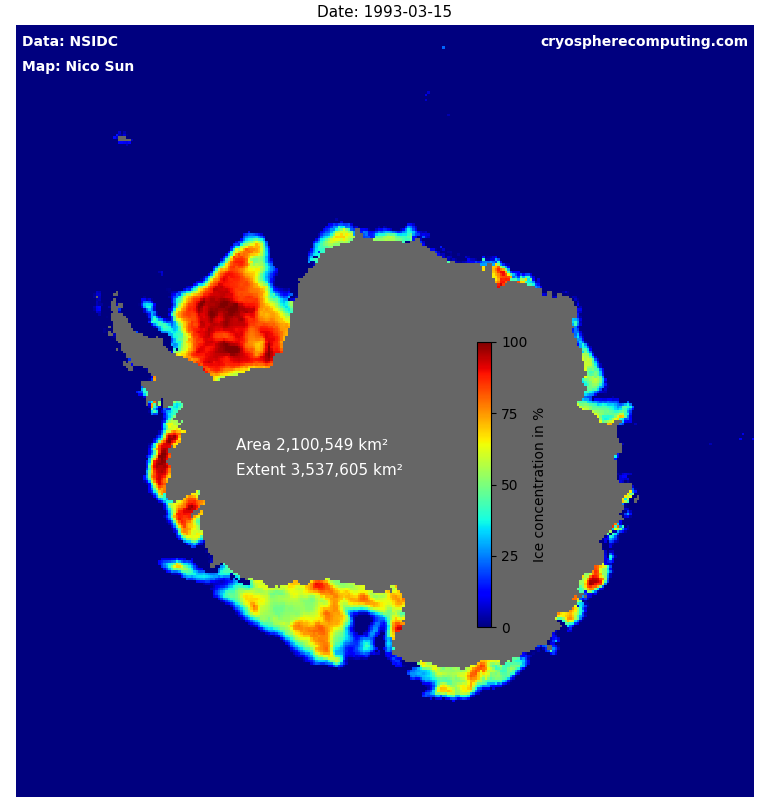 Date: 1993-03-15
Data: NSIDC
cryospherecomputing.com
Map: Nico Sun
Area 2,100,549 km²
Extent 3,537,605 km²
100
75
50
25
0
Ice concentration in %